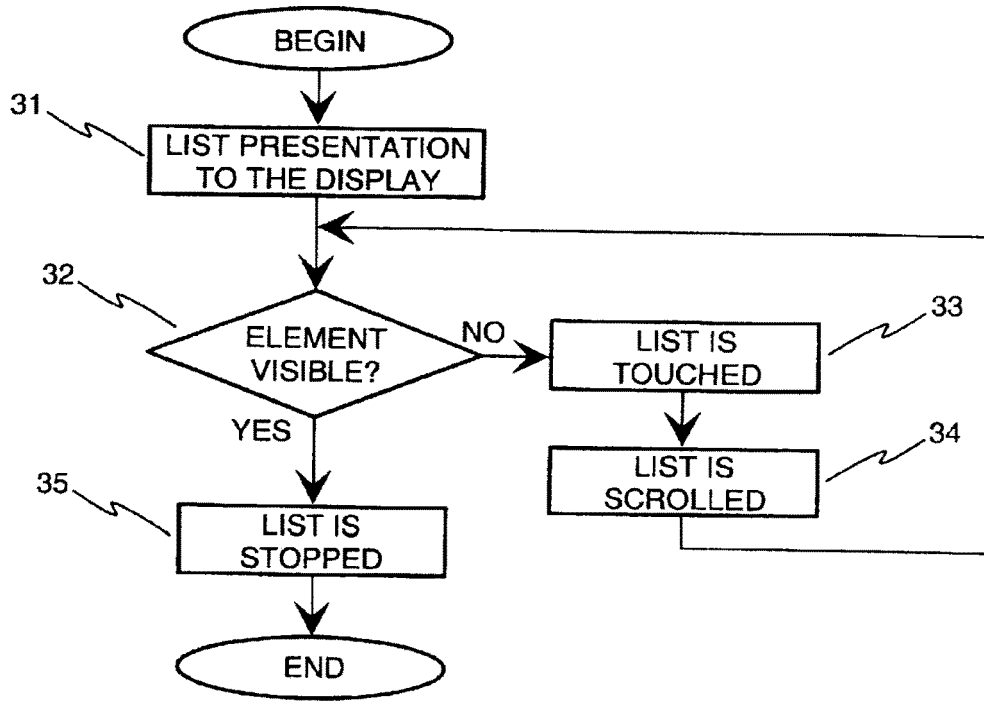 BEGIN
31
LIST PRESENTATION
TO THE DISPLAY
32
ELEMENT
VISIBLE?
NO
33
LIST IS
TOUCHED
YES
34
LIST IS
SCROLLED
35
LIST IS
STOPPED
END